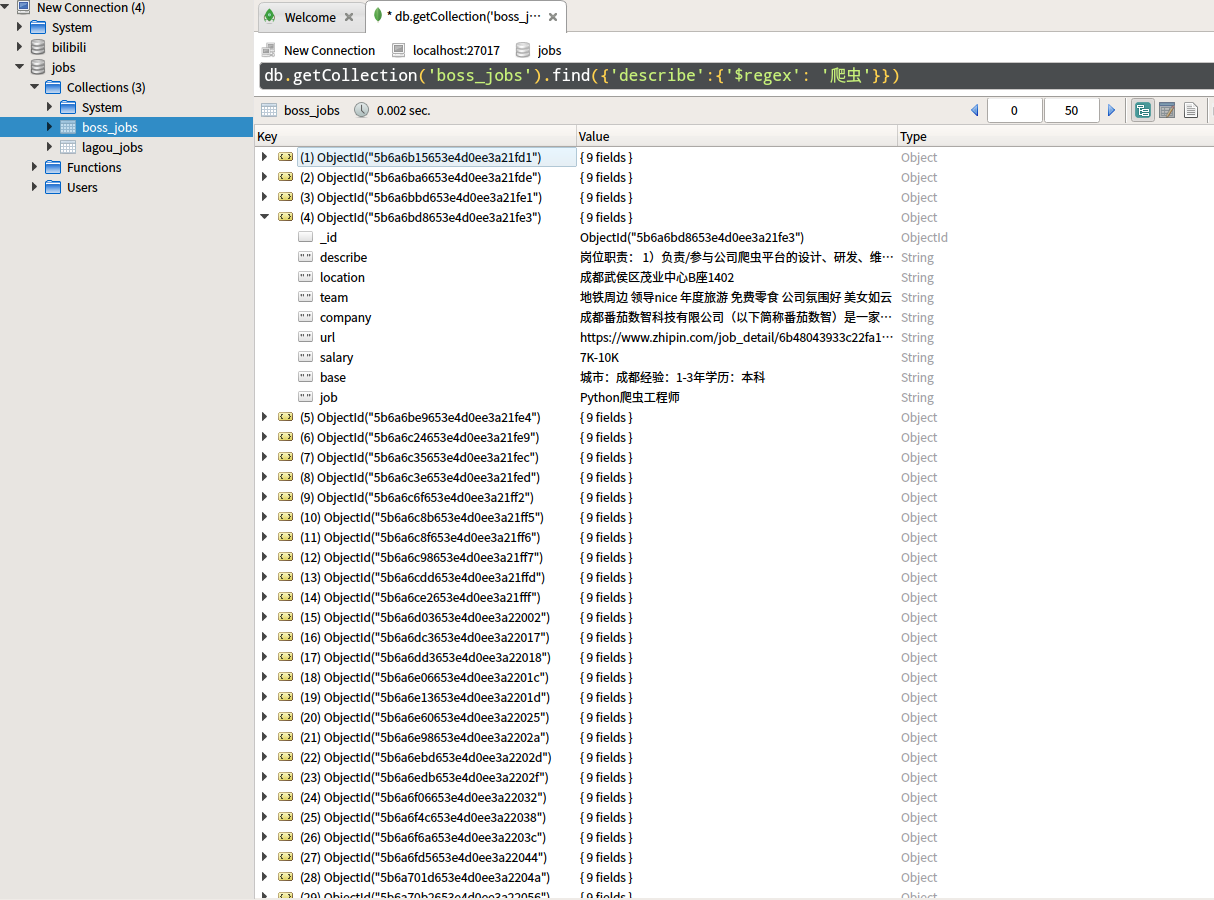 New Connection (4)
System
bilibili
jobs
Collections (3)
System
boss_jobs
lagou_jobs
Functions
Users
Welcome
* db.getCollection('boss_j···
New Connection localhost:27017 jobs
db.getCollection('boss_jobs').find({'describe':{'$regex': '爬虫'}})
boss_jobs 0.002 sec. 0 50
Key Value Type
(1) ObjectId("5b6a6b15653e4d0ee3a21fd1") { 9 fields } Object
(2) ObjectId("5b6a6ba6653e4d0ee3a21fde") { 9 fields } Object
(3) ObjectId("5b6a6bbd653e4d0ee3a21fe1") { 9 fields } Object
(4) ObjectId("5b6a6bd8653e4d0ee3a21fe3") { 9 fields } Object
_id ObjectId("5b6a6bd8653e4d0ee3a21fe3") ObjectId
describe 岗位职责： 1）负责/参与公司爬虫平台的设计、研发、维··· String
location 成都武侯区茂业中心B座1402 String
team 地铁周边 领导nice 年度旅游 免费零食 公司氛围好 美女如云 String
company 成都番茄数智科技有限公司（以下简称番茄数智）是一家··· String
url https://www.zhipin.com/job_detail/6b48043933c22fa1··· String
salary 7K-10K String
base 城市：成都经验：1-3年学历：本科 String
job Python爬虫工程师 String
(5) ObjectId("5b6a6be9653e4d0ee3a21fe4") { 9 fields } Object
(6) ObjectId("5b6a6c24653e4d0ee3a21fe9") { 9 fields } Object
(7) ObjectId("5b6a6c35653e4d0ee3a21fec") { 9 fields } Object
(8) ObjectId("5b6a6c3e653e4d0ee3a21fed") { 9 fields } Object
(9) ObjectId("5b6a6c6f653e4d0ee3a21ff2") { 9 fields } Object
(10) ObjectId("5b6a6c8b653e4d0ee3a21ff5") { 9 fields } Object
(11) ObjectId("5b6a6c8f653e4d0ee3a21ff6") { 9 fields } Object
(12) ObjectId("5b6a6c98653e4d0ee3a21ff7") { 9 fields } Object
(13) ObjectId("5b6a6cdd653e4d0ee3a21ffd") { 9 fields } Object
(14) ObjectId("5b6a6ce2653e4d0ee3a21fff") { 9 fields } Object
(15) ObjectId("5b6a6d03653e4d0ee3a22002") { 9 fields } Object
(16) ObjectId("5b6a6dc3653e4d0ee3a22017") { 9 fields } Object
(17) ObjectId("5b6a6dd3653e4d0ee3a22018") { 9 fields } Object
(18) ObjectId("5b6a6e06653e4d0ee3a2201c") { 9 fields } Object
(19) ObjectId("5b6a6e13653e4d0ee3a2201d") { 9 fields } Object
(20) ObjectId("5b6a6e60653e4d0ee3a22025") { 9 fields } Object
(21) ObjectId("5b6a6e98653e4d0ee3a2202a") { 9 fields } Object
(22) ObjectId("5b6a6ebd653e4d0ee3a2202d") { 9 fields } Object
(23) ObjectId("5b6a6edb653e4d0ee3a2202f") { 9 fields } Object
(24) ObjectId("5b6a6f06653e4d0ee3a22032") { 9 fields } Object
(25) ObjectId("5b6a6f4c653e4d0ee3a22038") { 9 fields } Object
(26) ObjectId("5b6a6f6a653e4d0ee3a2203c") { 9 fields } Object
(27) ObjectId("5b6a6fd5653e4d0ee3a22044") { 9 fields } Object
(28) ObjectId("5b6a701d653e4d0ee3a2204a") { 9 fields } Object
(29) ObjectId("5b6a70b2653e4d0ee3a22056") { 9 fields } Object